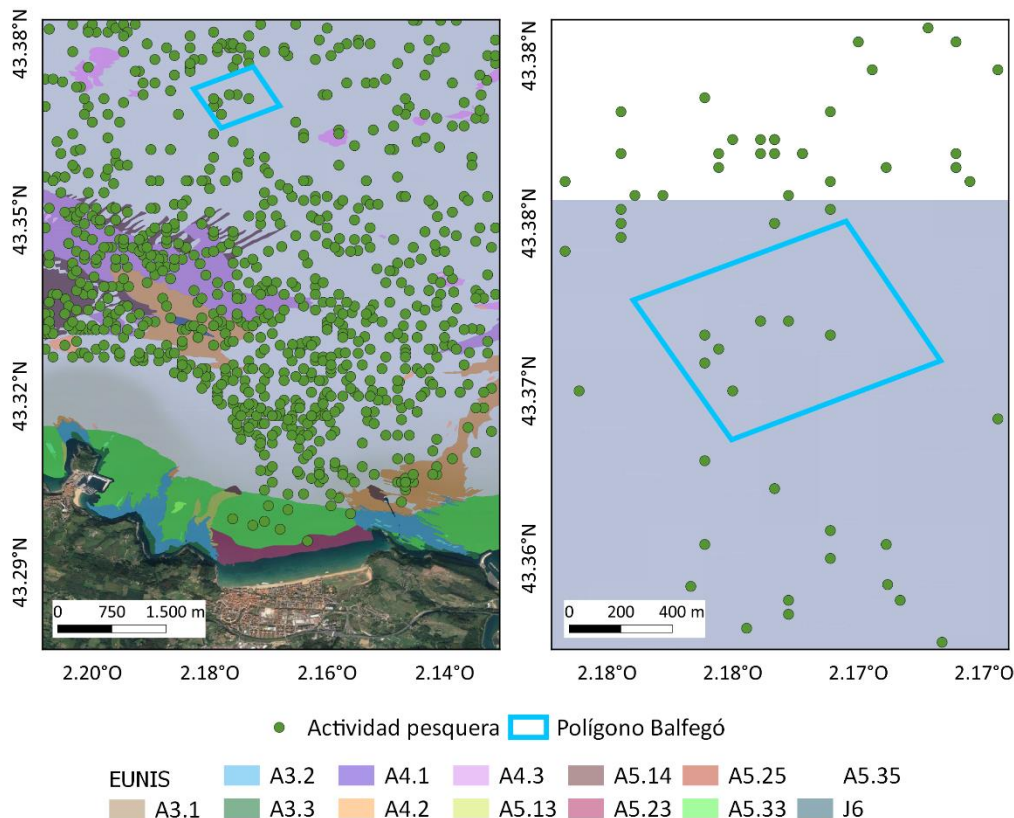 43.38°N
43.35°N
43.32°N
43.29°N
0 750 1.500 m
2.20°O 2.18°O 2.16°O 2.14°O
43.38°N
43.38°N
43.37°N
43.36°N
0 200 400 m
2.18°O 2.18°O 2.17°O 2.17°O
Actividad pesquera Polígono Balfegó
EUNIS A3.2 A4.1 A4.3 A5.14 A5.25 A5.35
A3.1 A3.3 A4.2 A5.13 A5.23 A5.33 J6